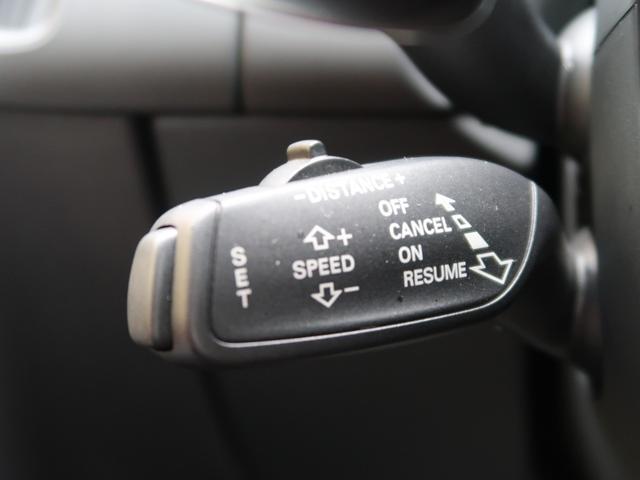 -DISTANCE+
OFF
CANCEL
ON
RESUME
+
SPEED
-
SET